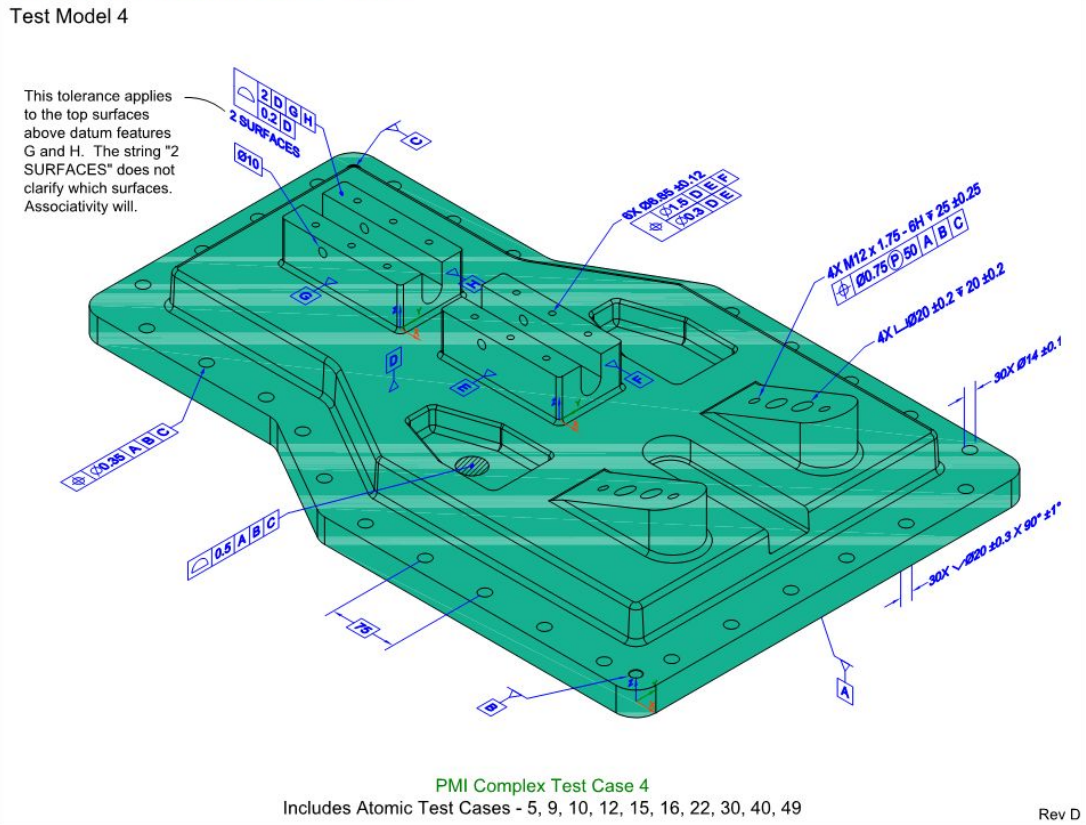 Test Model 4
This tolerance applies
to the top surfaces
above datum features
G and H. The string "2
SURFACES" does not
clarify which surfaces.
Associativity will.
⌓ 2 D G H
0.2 D
2 SURFACES
Ø10
C
6X Ø6.65 ±0.12
⌖ Ø1.5 D E F
Ø0.3 D E
4X M12 x 1.75 - 6H ↧ 25 ±0.25
⌖ Ø0.75 Ⓟ 50 A B C
4X ⌴ Ø20 ±0.2 ↧ 20 ±0.2
30X Ø14 ±0.1
G
H
D
E
F
⌖ Ø0.35 A B C
⌓ 0.5 A B C
30X ⌵ Ø20 ±0.3 X 90° ±1°
75
B
A
PMI Complex Test Case 4
Includes Atomic Test Cases - 5, 9, 10, 12, 15, 16, 22, 30, 40, 49
Rev D